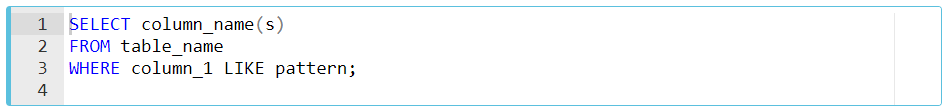 1 SELECT column_name(s)
2 FROM table_name
3 WHERE column_1 LIKE pattern;
4